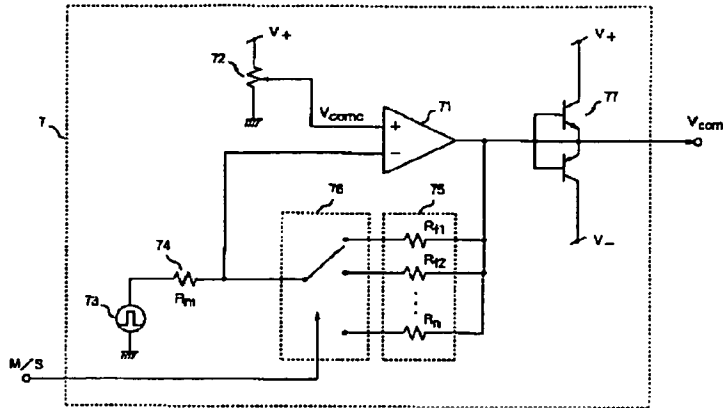 V+
72
7
Vcomc
71
+
−
V+
77
Vcom
V−
76
75
Rf1
Rf2
Rn
74
Rin
73
M/S